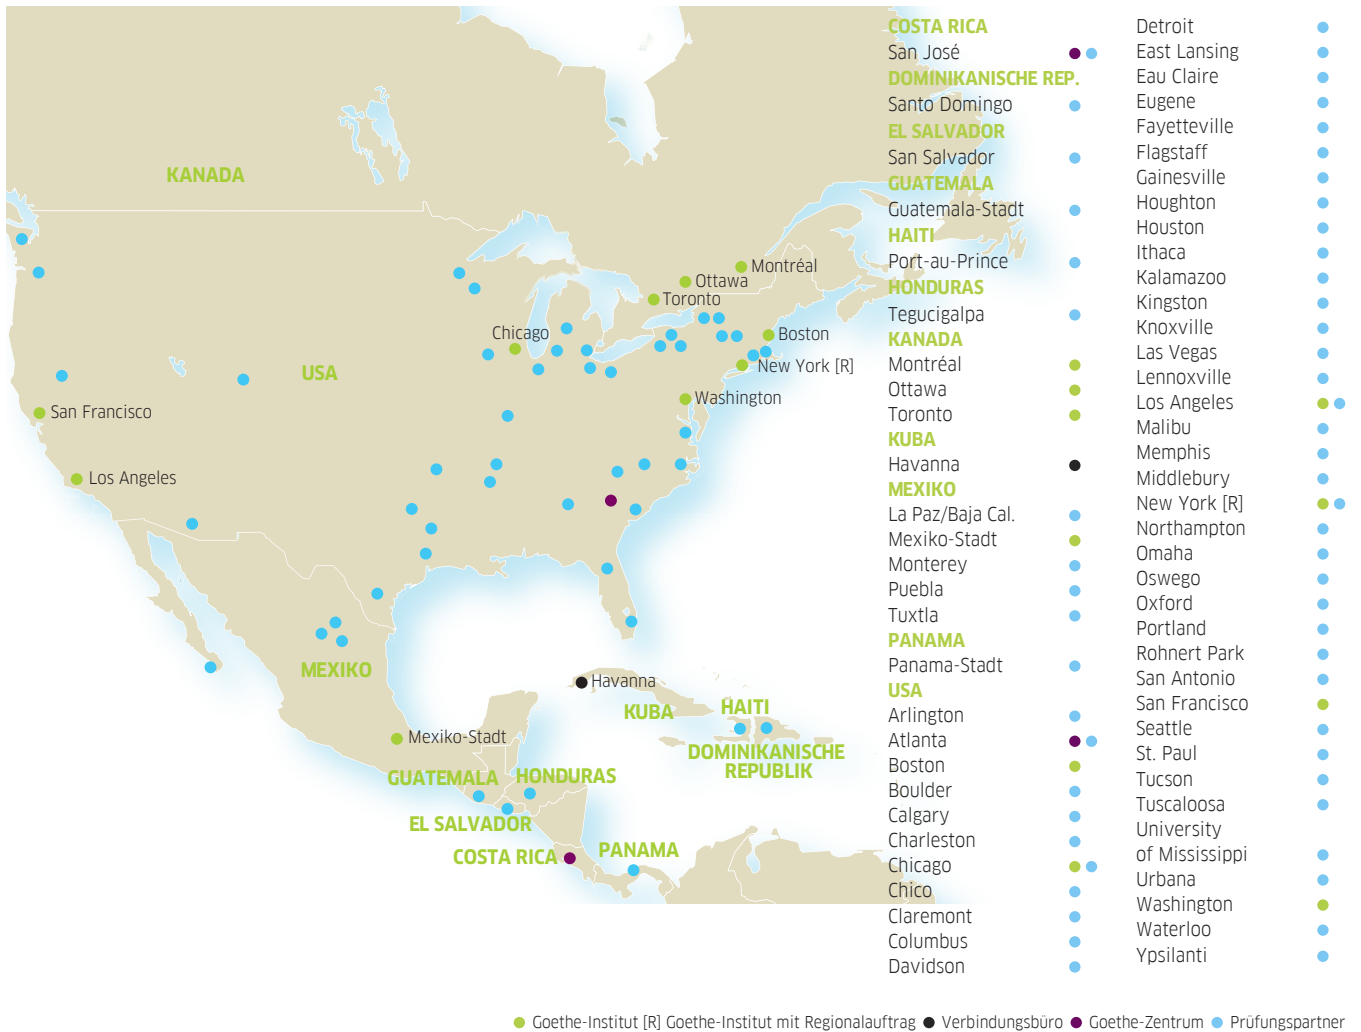 KANADA
Montréal
Ottawa
Toronto
Chicago
Boston
USA
New York [R]
San Francisco
Washington
Los Angeles
MEXIKO
Havanna
KUBA
HAITI
Mexiko-Stadt
DOMINIKANISCHE
REPUBLIK
GUATEMALA
HONDURAS
EL SALVADOR
COSTA RICA
PANAMA
COSTA RICA
San José
DOMINIKANISCHE REP.
Santo Domingo
EL SALVADOR
San Salvador
GUATEMALA
Guatemala-Stadt
HAITI
Port-au-Prince
HONDURAS
Tegucigalpa
KANADA
Montréal
Ottawa
Toronto
KUBA
Havanna
MEXIKO
La Paz/Baja Cal.
Mexiko-Stadt
Monterey
Puebla
Tuxtla
PANAMA
Panama-Stadt
USA
Arlington
Atlanta
Boston
Boulder
Calgary
Charleston
Chicago
Chico
Claremont
Columbus
Davidson
Detroit
East Lansing
Eau Claire
Eugene
Fayetteville
Flagstaff
Gainesville
Houghton
Houston
Ithaca
Kalamazoo
Kingston
Knoxville
Las Vegas
Lennoxville
Los Angeles
Malibu
Memphis
Middlebury
New York [R]
Northampton
Omaha
Oswego
Oxford
Portland
Rohnert Park
San Antonio
San Francisco
Seattle
St. Paul
Tucson
Tuscaloosa
University
of Mississippi
Urbana
Washington
Waterloo
Ypsilanti
Goethe-Institut [R] Goethe-Institut mit Regionalauftrag Verbindungsbüro Goethe-Zentrum Prüfungspartner